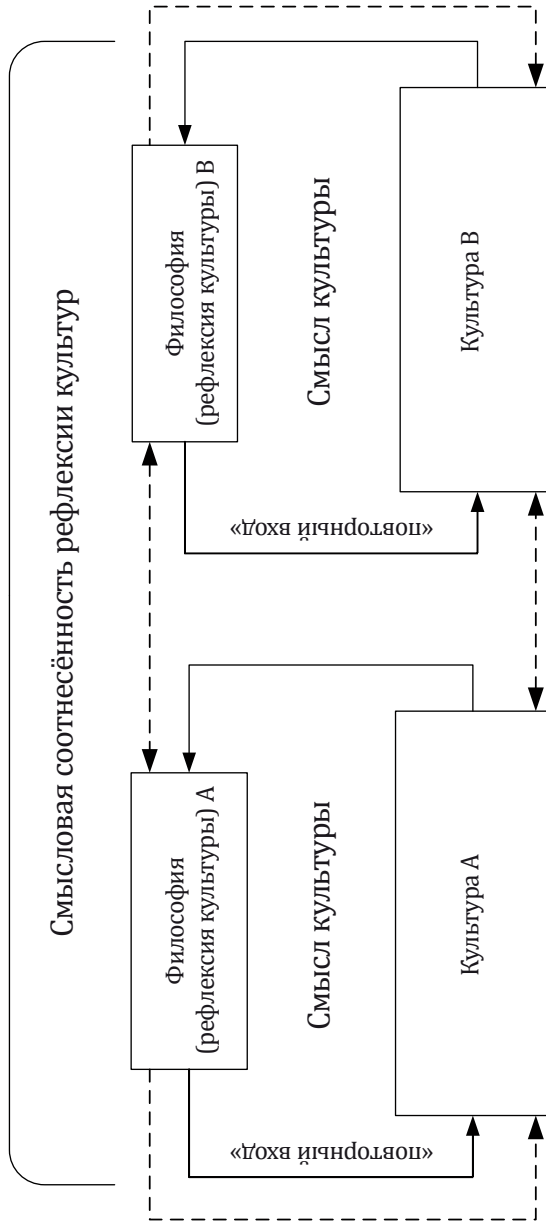 Смысловая соотнесённость рефлексии культур
Философия
(рефлексия культуры) А
Философия
(рефлексия культуры) В
«повторный вход»
Смысл культуры
«повторный вход»
Смысл культуры
Культура А
Культура В